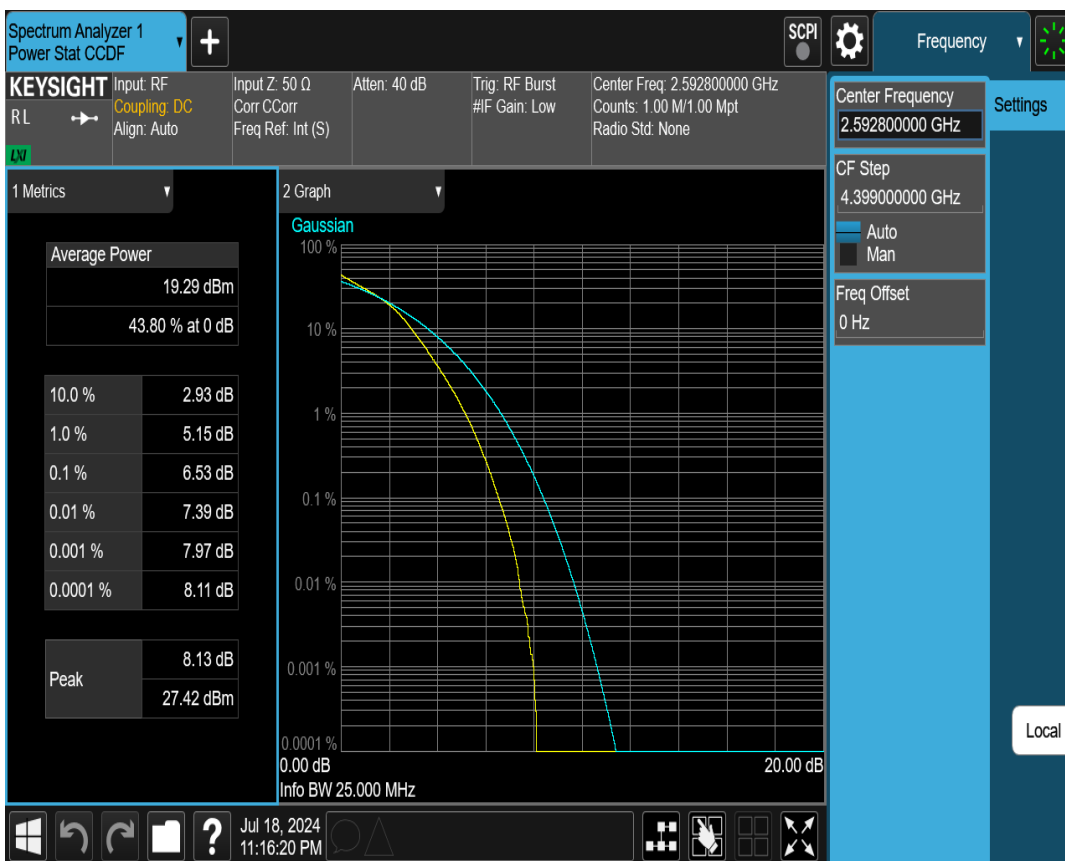 Spectrum Analyzer 1
Power Stat CCDF
+
SCPI
Frequency
KEYSIGHT
RL
LXI
Input: RF
Coupling: DC
Align: Auto
Input Z: 50 Ω
Corr CCorr
Freq Ref: Int (S)
Atten: 40 dB
Trig: RF Burst
#IF Gain: Low
Center Freq: 2.592800000 GHz
Counts: 1.00 M/1.00 Mpt
Radio Std: None
Center Frequency
2.592800000 GHz
Settings
CF Step
4.399000000 GHz
Auto
Man
Freq Offset
0 Hz
Local
1 Metrics
Average Power
19.29 dBm
43.80 % at 0 dB
10.0 % 2.93 dB
1.0 % 5.15 dB
0.1 % 6.53 dB
0.01 % 7.39 dB
0.001 % 7.97 dB
0.0001 % 8.11 dB
Peak
8.13 dB
27.42 dBm
2 Graph
Gaussian
100 %
10 %
1 %
0.1 %
0.01 %
0.001 %
0.0001 %
0.00 dB 20.00 dB
Info BW 25.000 MHz
?
Jul 18, 2024
11:16:20 PM